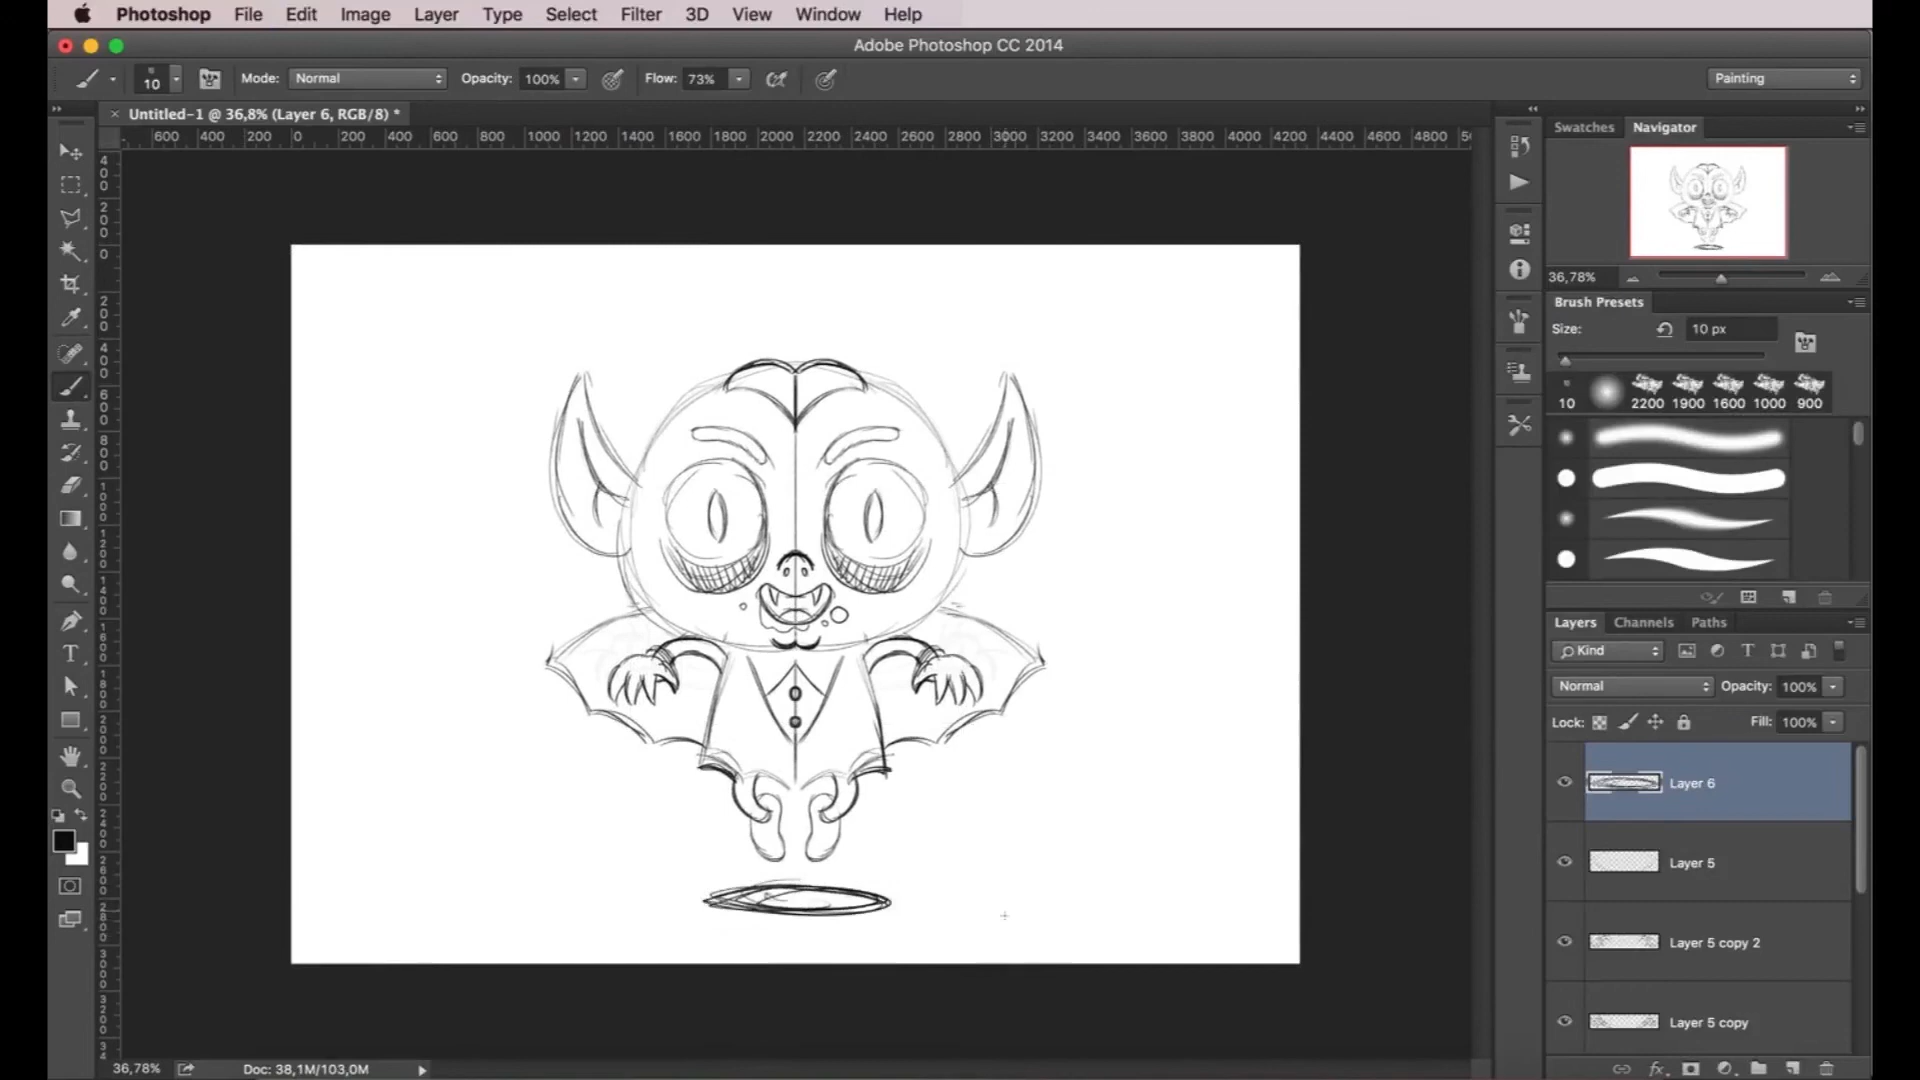 Photoshop File Edit Image Layer Type Select Filter 3D View Window Help
Adobe Photoshop CC 2014
10 Mode: Normal Opacity: 100% Flow: 73% Painting
× Untitled-1 @ 36,8% (Layer 6, RGB/8) *
600 400 200 0 200 400 600 800 1000 1200 1400 1600 1800 2000 2200 2400 2600 2800 3000 3200 3400 3600 3800 4000 4200 4400 4600 4800
Swatches Navigator
36,78%
Brush Presets
Size: 10 px
10 2200 1900 1600 1000 900
Layers Channels Paths
Kind
Normal Opacity: 100%
Lock: Fill: 100%
Layer 6
Layer 5
Layer 5 copy 2
Layer 5 copy
T
36,78% Doc: 38,1M/103,0M